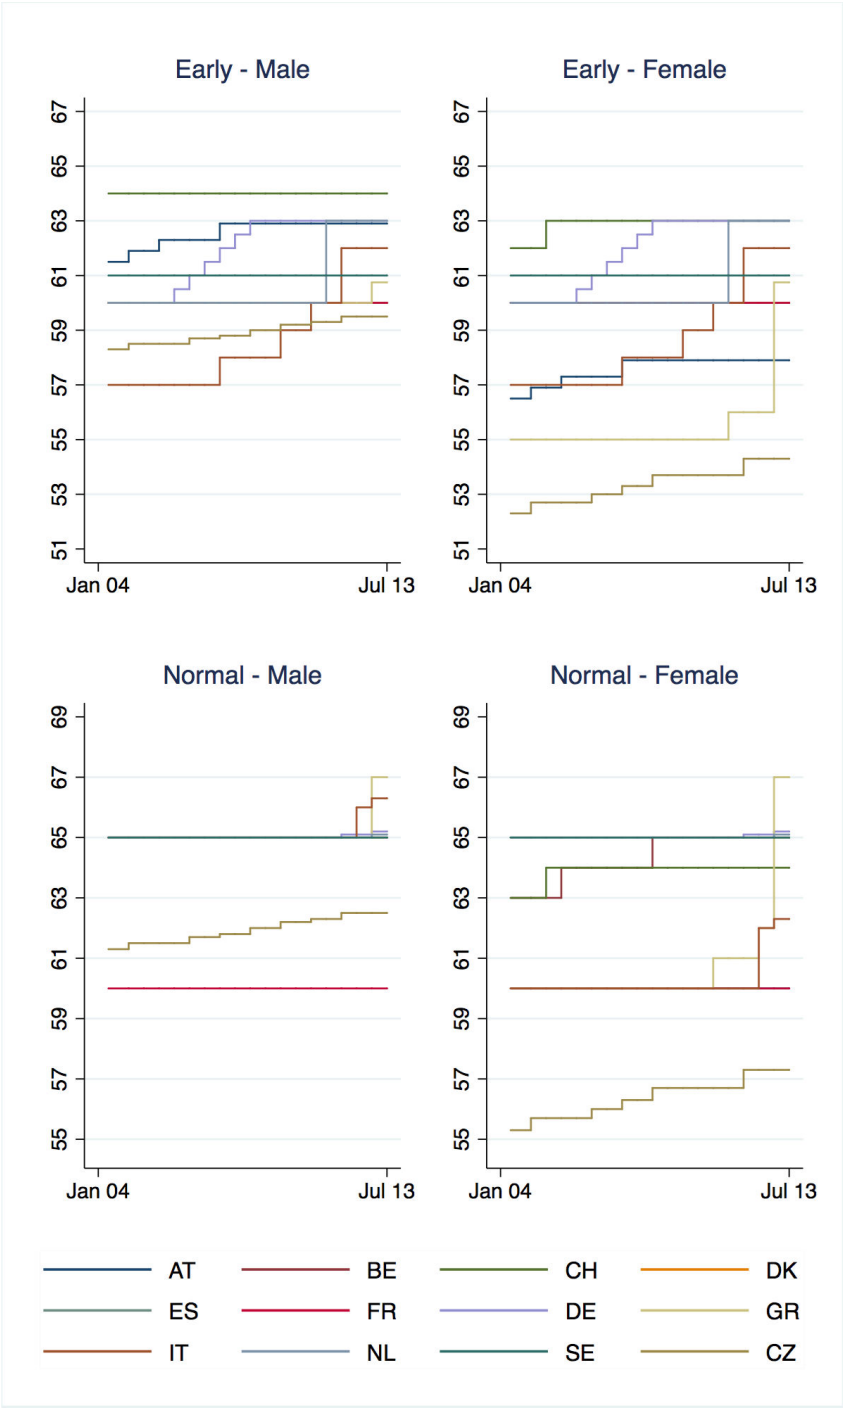 Early - Male Early - Female
67 67
65 65
63 63
61 61
59 59
57 57
55 55
53 53
51 51
Jan 04 Jul 13 Jan 04 Jul 13
Normal - Male Normal - Female
69 69
67 67
65 65
63 63
61 61
59 59
57 57
55 55
Jan 04 Jul 13 Jan 04 Jul 13
AT BE CH DK
ES FR DE GR
IT NL SE CZ